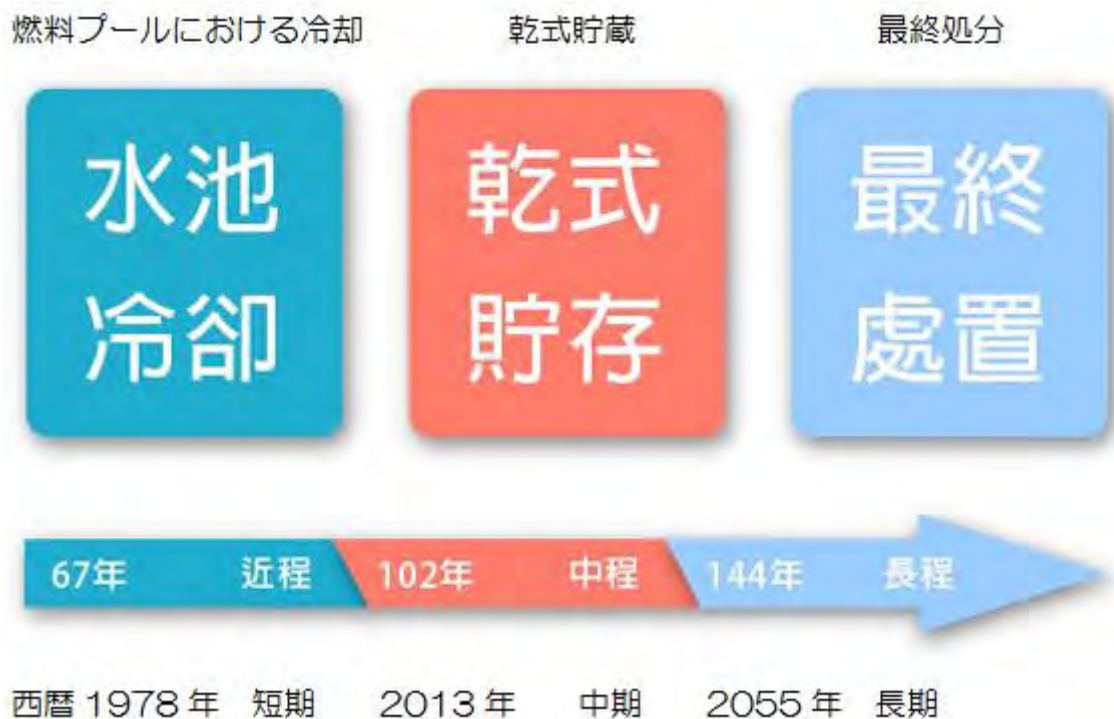 燃料プールにおける冷却
乾式貯蔵
最終処分
水池
冷卻
乾式
貯存
最終
處置
67年 近程 102年 中程 144年 長程
西暦 1978 年 短期 2013 年 中期 2055 年 長期